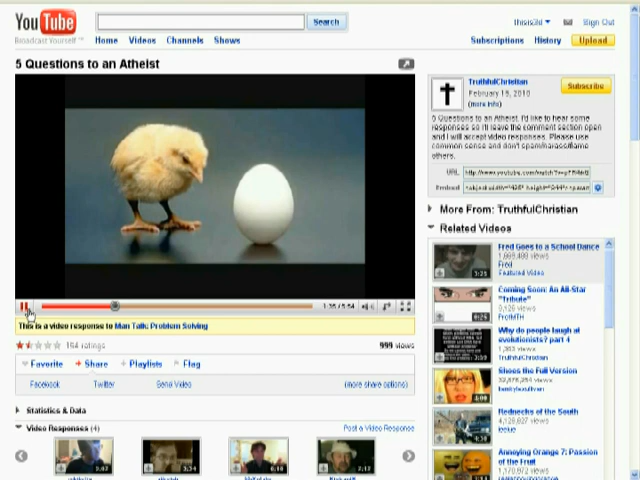 YouTube
Broadcast Yourself™
Search
Sign Out
Home Videos Channels Shows
Subscriptions History Upload
5 Questions to an Atheist
TruthfulChristian
February 15, 2010
(more info)
Subscribe
5 Questions to an Atheist. I'd like to hear some
responses so I'll leave the comment section open
and I will accept video responses. Please use
common sense and don't spam/harass/flame
others.
URL
Embed
More From: TruthfulChristian
Related Videos
Fred Goes to a School Dance
Fred
Featured Video
3:25
Coming Soon: An All-Star
"Tribute"
Why do people laugh at
evolutionists? part 4
TruthfulChristian
Shoes the Full Version
Rednecks of the South
Annoying Orange 7: Passion
of the Fruit
This is a video response to Man Talk: Problem Solving
164 ratings
999 views
Favorite Share Playlists Flag
Facebook Twitter Send Video (more share options)
Statistics & Data
Video Responses (4)
Post a Video Response